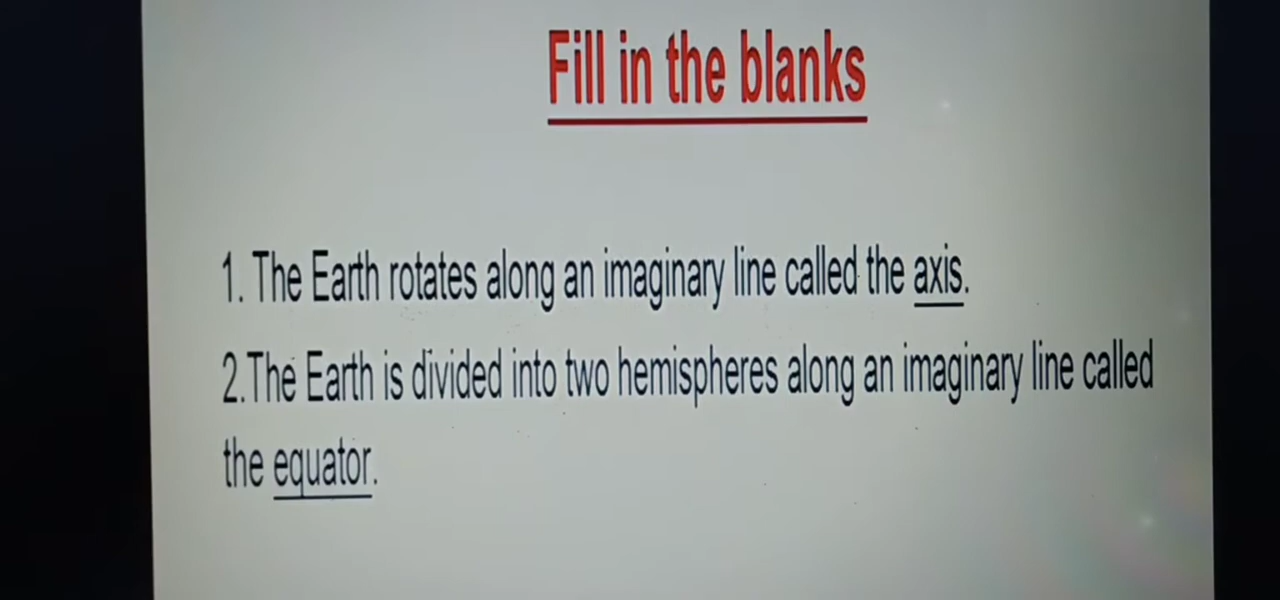 Fill in the blanks
1. The Earth rotates along an imaginary line called the axis.
2.The Earth is divided into two hemispheres along an imaginary line called
the equator.